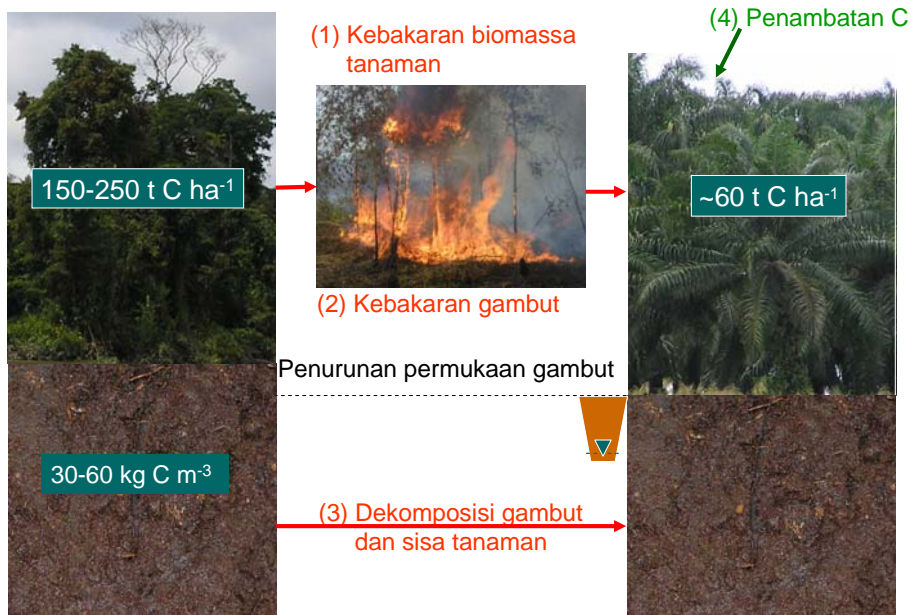 (4) Penambatan C
(1) Kebakaran biomassa
tanaman
150-250 t C ha⁻¹
~60 t C ha⁻¹
(2) Kebakaran gambut
Penurunan permukaan gambut
30-60 kg C m⁻³
(3) Dekomposisi gambut
dan sisa tanaman